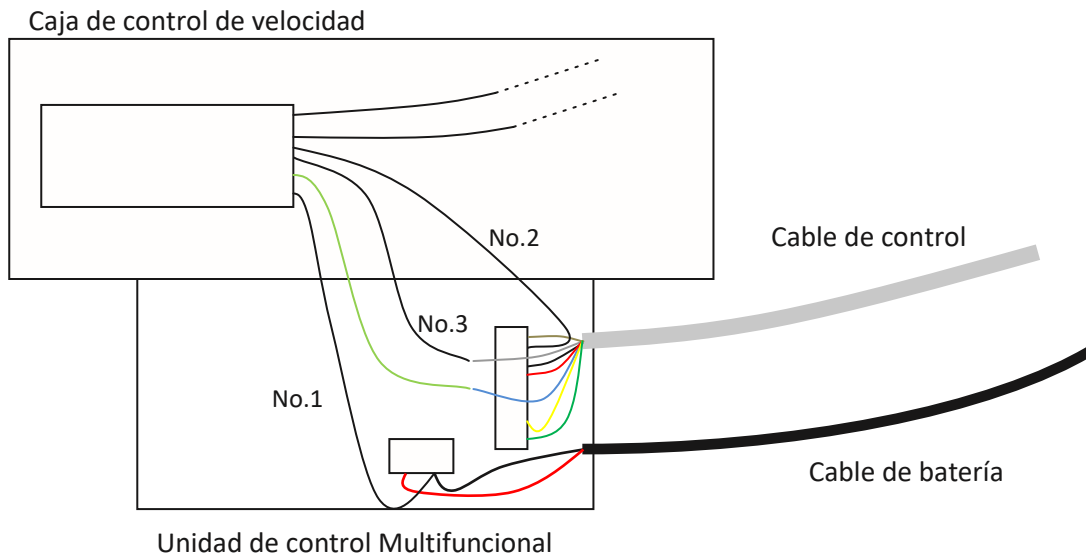 Caja de control de velocidad
No.2
Cable de control
No.3
No.1
Cable de batería
Unidad de control Multifuncional